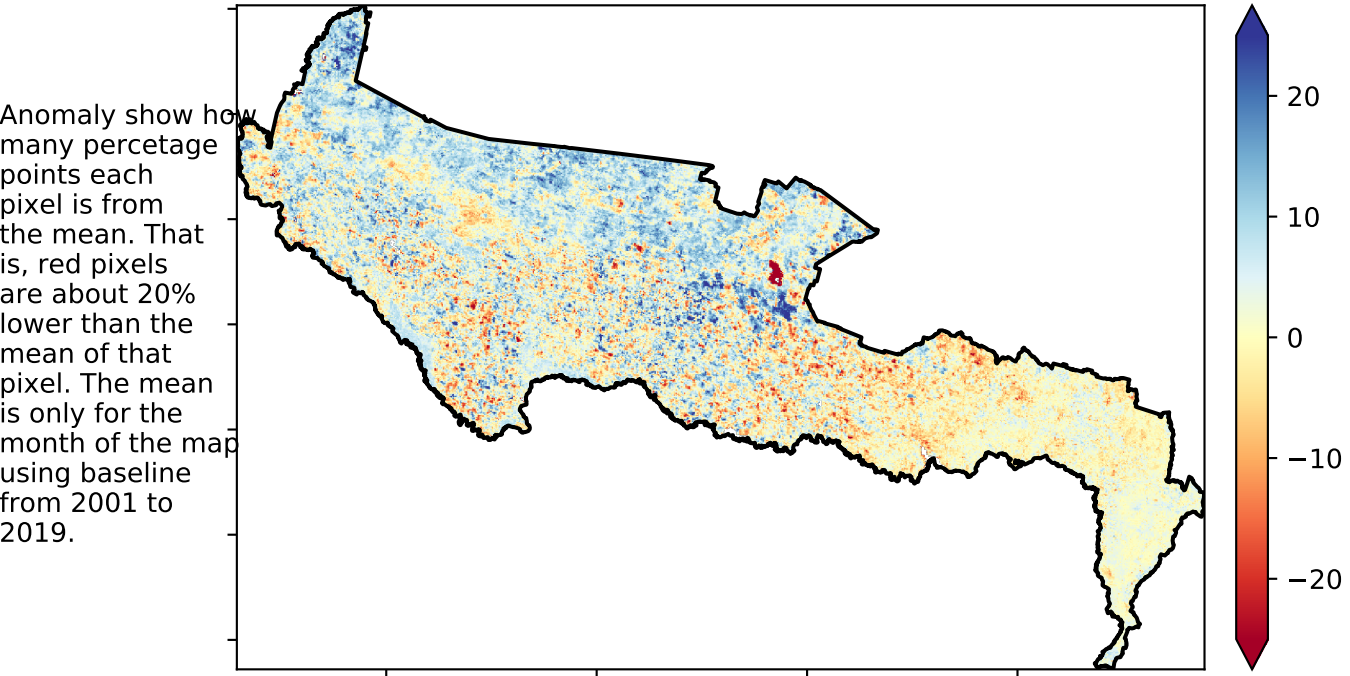 Anomaly show how
many percetage
points each
pixel is from
the mean. That
is, red pixels
are about 20%
lower than the
mean of that
pixel. The mean
is only for the
month of the map
using baseline
from 2001 to
2019.
20
10
0
−10
−20